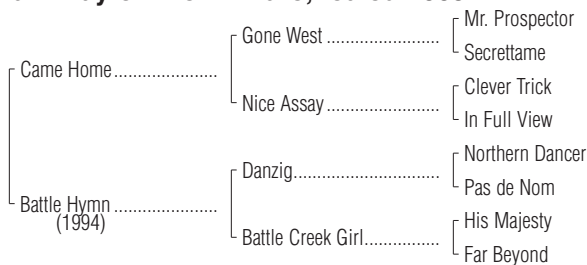 Gone West
Mr. Prospector
Secrettame
Came Home
Nice Assay
Clever Trick
In Full View
Danzig
Northern Dancer
Pas de Nom
Battle Hymn
(1994)
Battle Creek Girl
His Majesty
Far Beyond